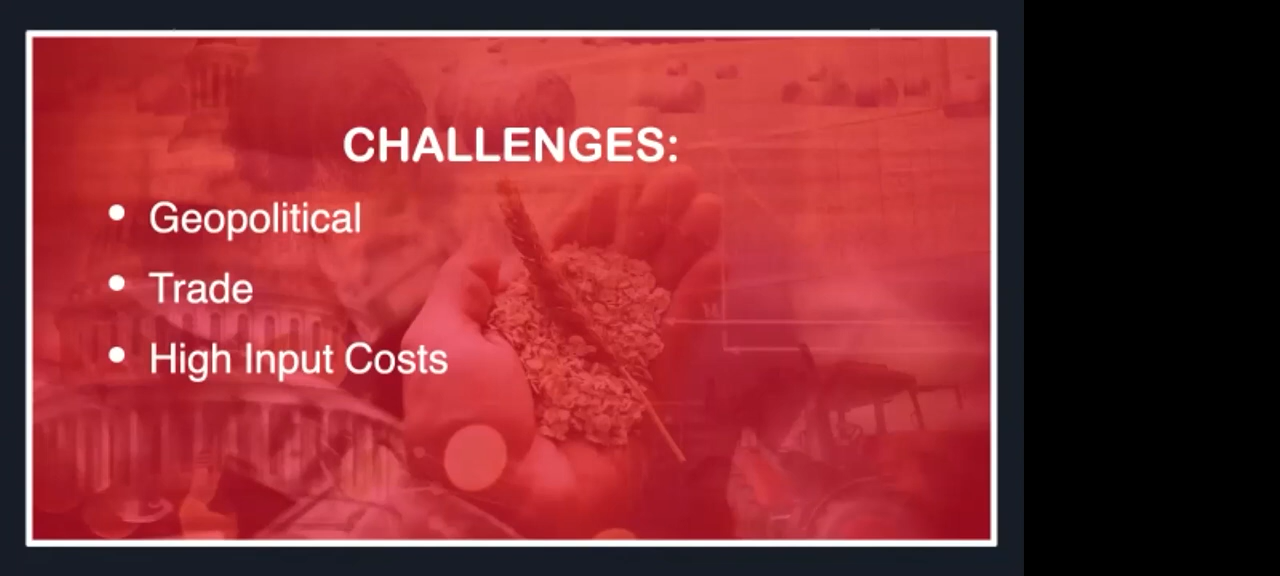 CHALLENGES:
• Geopolitical
• Trade
• High Input Costs